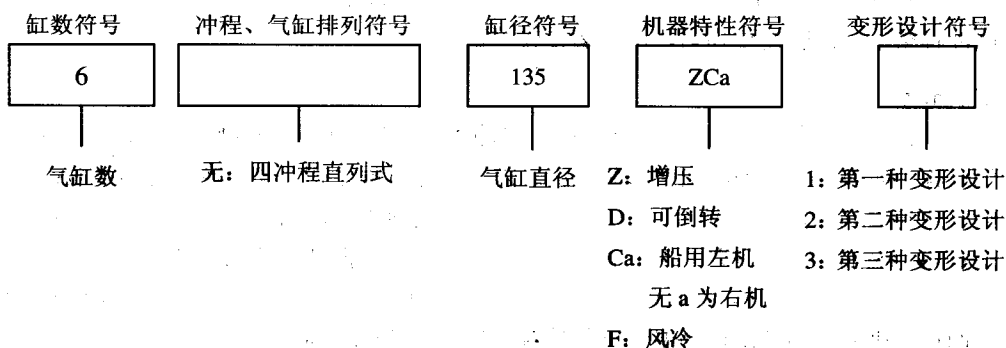 缸数符号 冲程、气缸排列符号 缸径符号 机器特性符号 变形设计符号
6 135 ZCa
气缸数 无：四冲程直列式 气缸直径 Z：增压 1：第一种变形设计
D：可倒转 2：第二种变形设计
Ca：船用左机 3：第三种变形设计
无 a 为右机
F：风冷